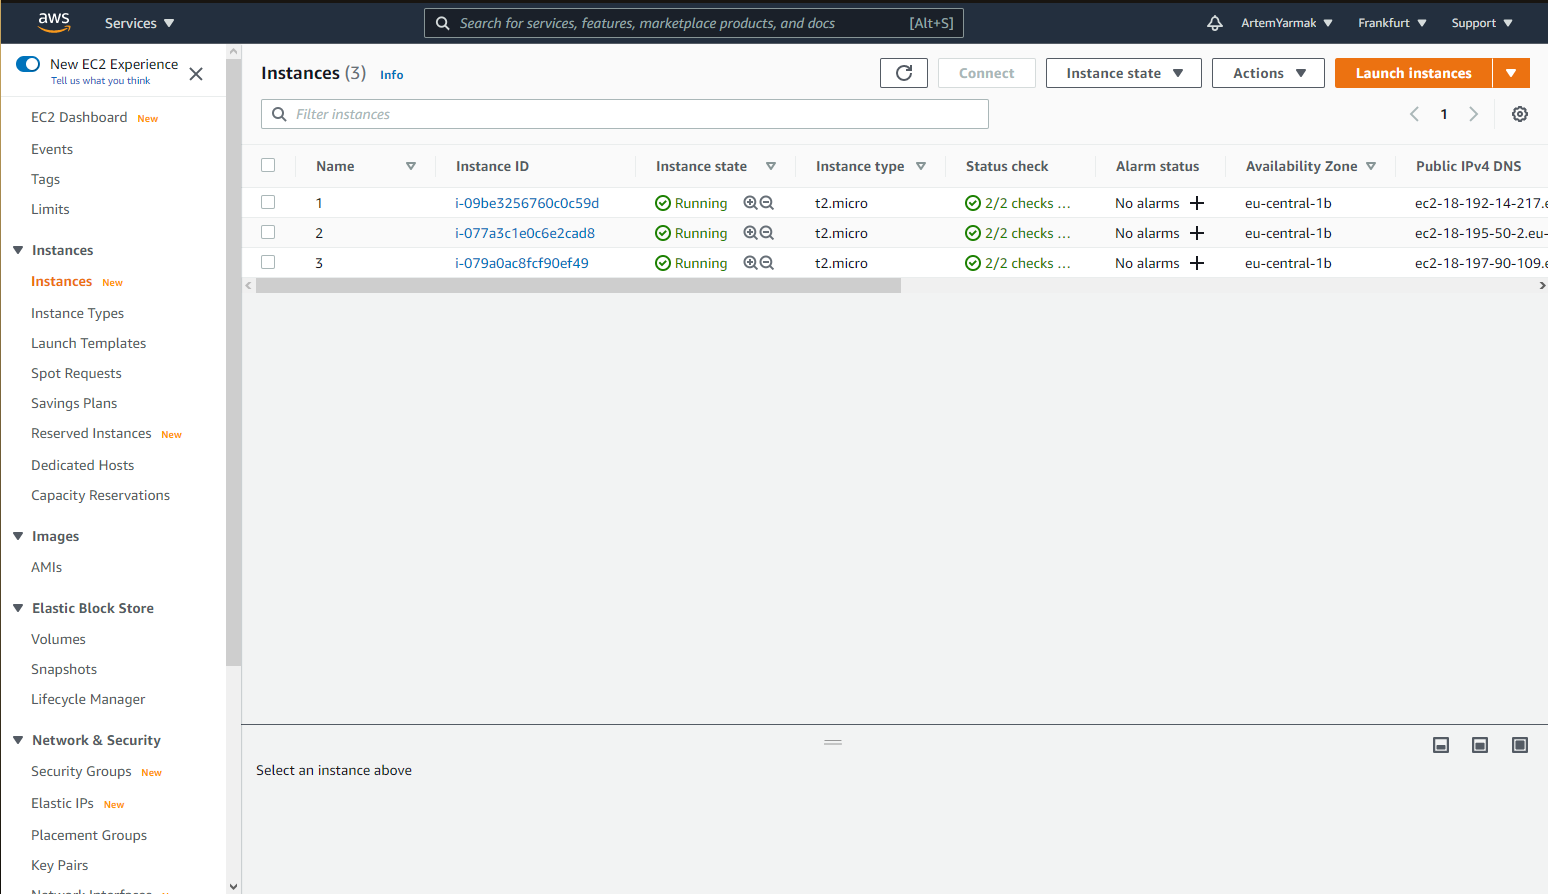 aws
Services
Search for services, features, marketplace products, and docs [Alt+S]
ArtemYarmak
Frankfurt
Support
New EC2 Experience
Tell us what you think
EC2 Dashboard New
Events
Tags
Limits
Instances
Instances New
Instance Types
Launch Templates
Spot Requests
Savings Plans
Reserved Instances New
Dedicated Hosts
Capacity Reservations
Images
AMIs
Elastic Block Store
Volumes
Snapshots
Lifecycle Manager
Network & Security
Security Groups New
Elastic IPs New
Placement Groups
Key Pairs
Network Interfaces
Instances (3) Info
Connect
Instance state
Actions
Launch instances
Filter instances
1
Name Instance ID Instance state Instance type Status check Alarm status Availability Zone Public IPv4 DNS
1 i-09be3256760c0c59d Running t2.micro 2/2 checks ... No alarms eu-central-1b ec2-18-192-14-217.e
2 i-077a3c1e0c6e2cad8 Running t2.micro 2/2 checks ... No alarms eu-central-1b ec2-18-195-50-2.eu-
3 i-079a0ac8fcf90ef49 Running t2.micro 2/2 checks ... No alarms eu-central-1b ec2-18-197-90-109.e
Select an instance above